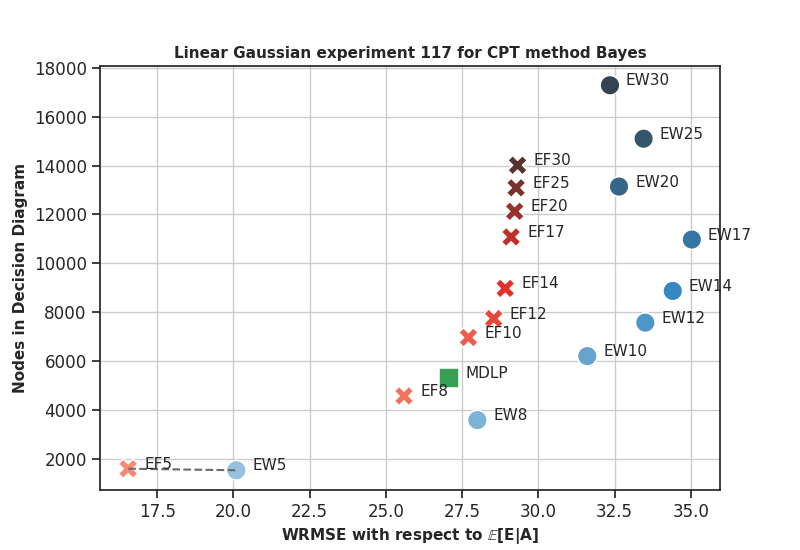 Linear Gaussian experiment 117 for CPT method Bayes
Nodes in Decision Diagram
18000
16000
14000
12000
10000
8000
6000
4000
2000
EW30
EW25
EF30
EF25
EW20
EF20
EF17
EW17
EF14
EW14
EF12
EW12
EF10
EW10
MDLP
EF8
EW8
EF5
EW5
17.5 20.0 22.5 25.0 27.5 30.0 32.5 35.0
WRMSE with respect to 𝔼[E|A]